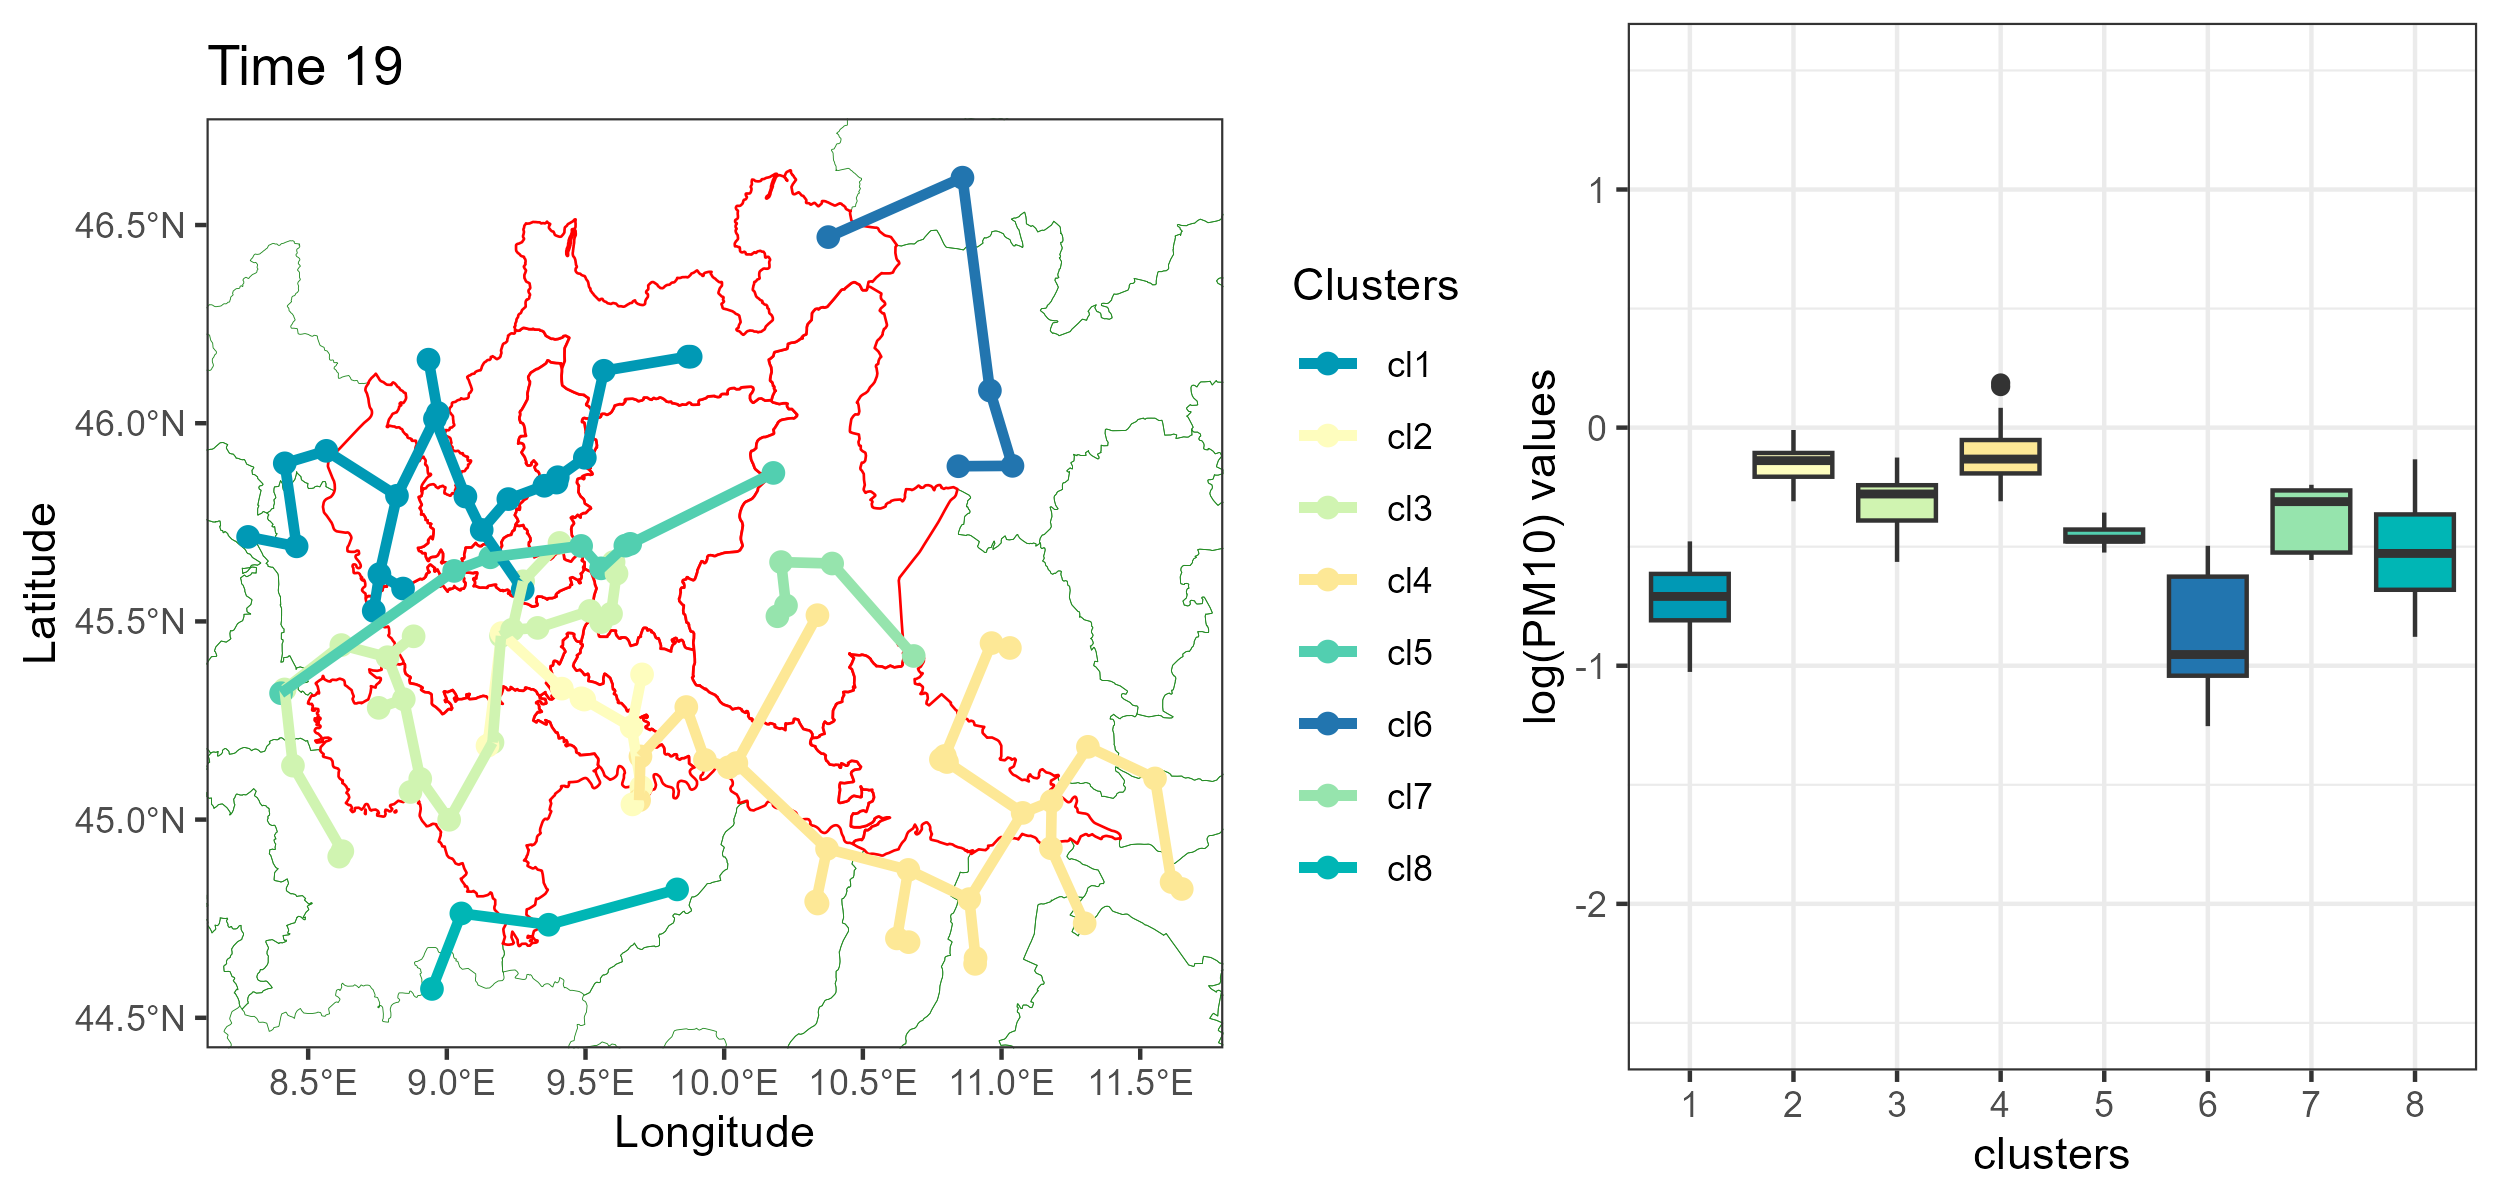 Time 19
46.5°N
46.0°N
45.5°N
45.0°N
44.5°N
Latitude
8.5°E 9.0°E 9.5°E 10.0°E 10.5°E 11.0°E 11.5°E
Longitude
Clusters
cl1
cl2
cl3
cl4
cl5
cl6
cl7
cl8
log(PM10) values
1
0
-1
-2
1 2 3 4 5 6 7 8
clusters